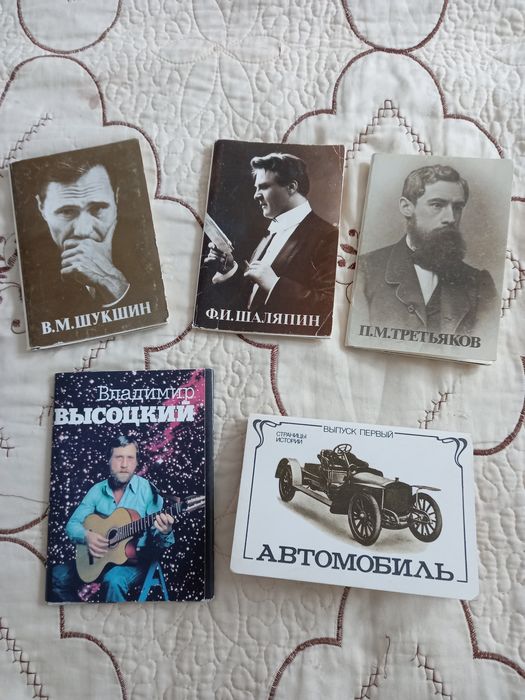 В.М.ШУКШИН
Ф.И.ШАЛЯПИН
П.М.ТРЕТЬЯКОВ
Владимир
ВЫСОЦКИЙ
СТРАНИЦЫ
ИСТОРИИ
ВЫПУСК ПЕРВЫЙ
АВТОМОБИЛЬ